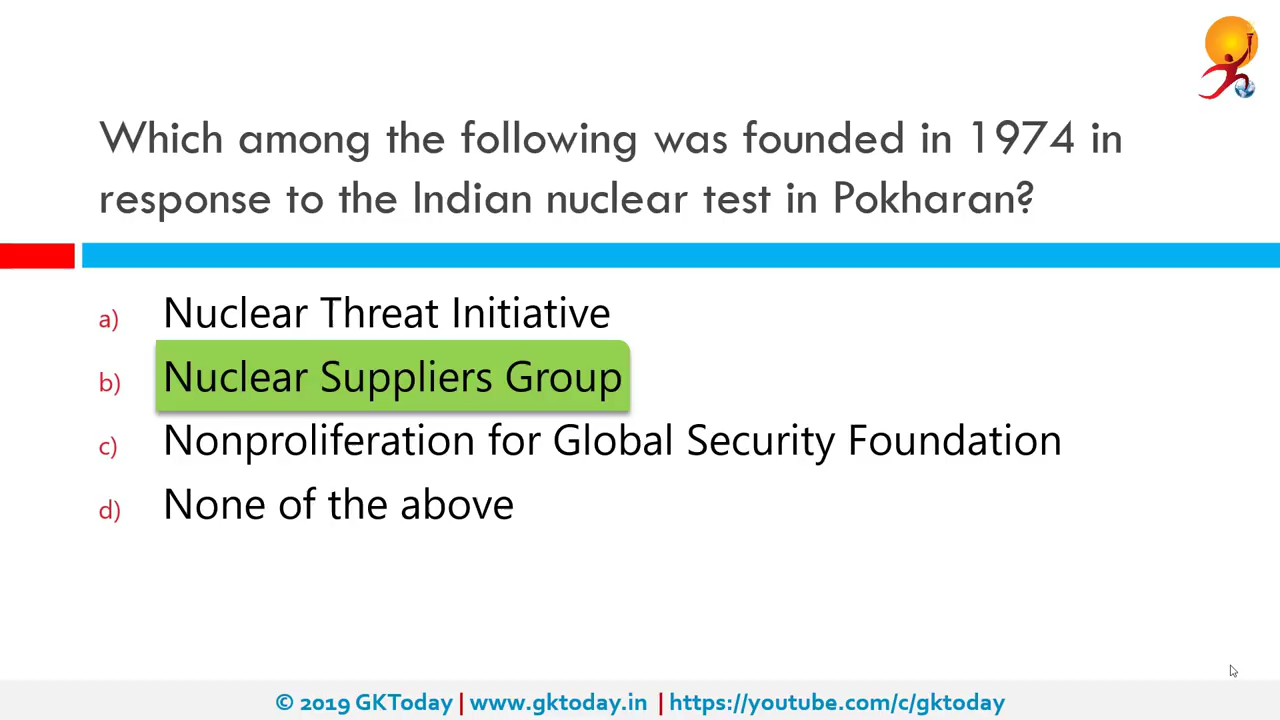 Which among the following was founded in 1974 in
response to the Indian nuclear test in Pokharan?
a) Nuclear Threat Initiative
b) Nuclear Suppliers Group
c) Nonproliferation for Global Security Foundation
d) None of the above
© 2019 GKToday | www.gktoday.in | https://youtube.com/c/gktoday